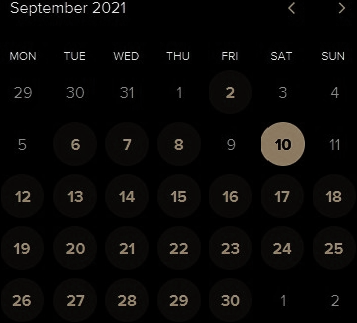 September 2021
MON TUE WED THU FRI SAT SUN
29 30 31 1 2 3 4
5 6 7 8 9 10 11
12 13 14 15 16 17 18
19 20 21 22 23 24 25
26 27 28 29 30 1 2